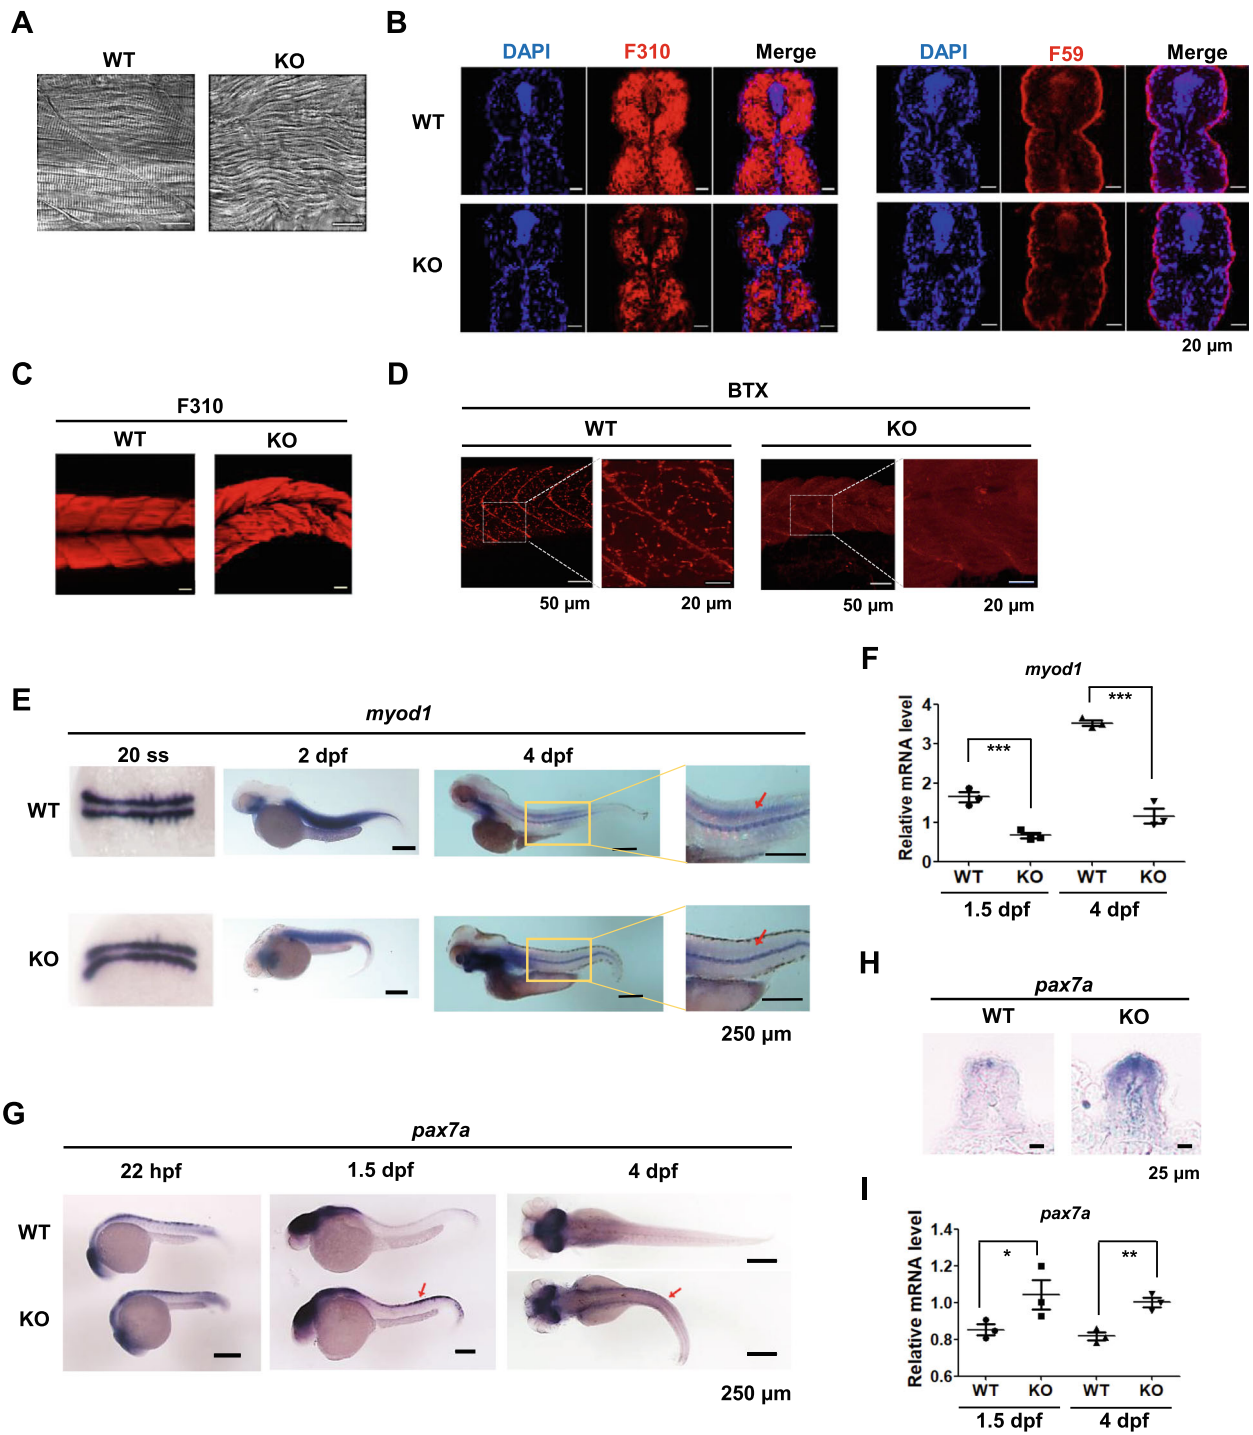 A
WT KO
B
DAPI F310 Merge DAPI F59 Merge
WT
KO
20 µm
C
F310
WT KO
D
BTX
WT KO
50 µm 20 µm 50 µm 20 µm
E
myod1
20 ss 2 dpf 4 dpf
WT
KO
250 µm
F
myod1
Relative mRNA level
4
3
2
1
0
*** ***
WT KO WT KO
1.5 dpf 4 dpf
G
pax7a
22 hpf 1.5 dpf 4 dpf
WT
KO
250 µm
H
pax7a
WT KO
25 µm
I
pax7a
Relative mRNA level
1.4
1.2
1.0
0.8
0.6
* **
WT KO WT KO
1.5 dpf 4 dpf